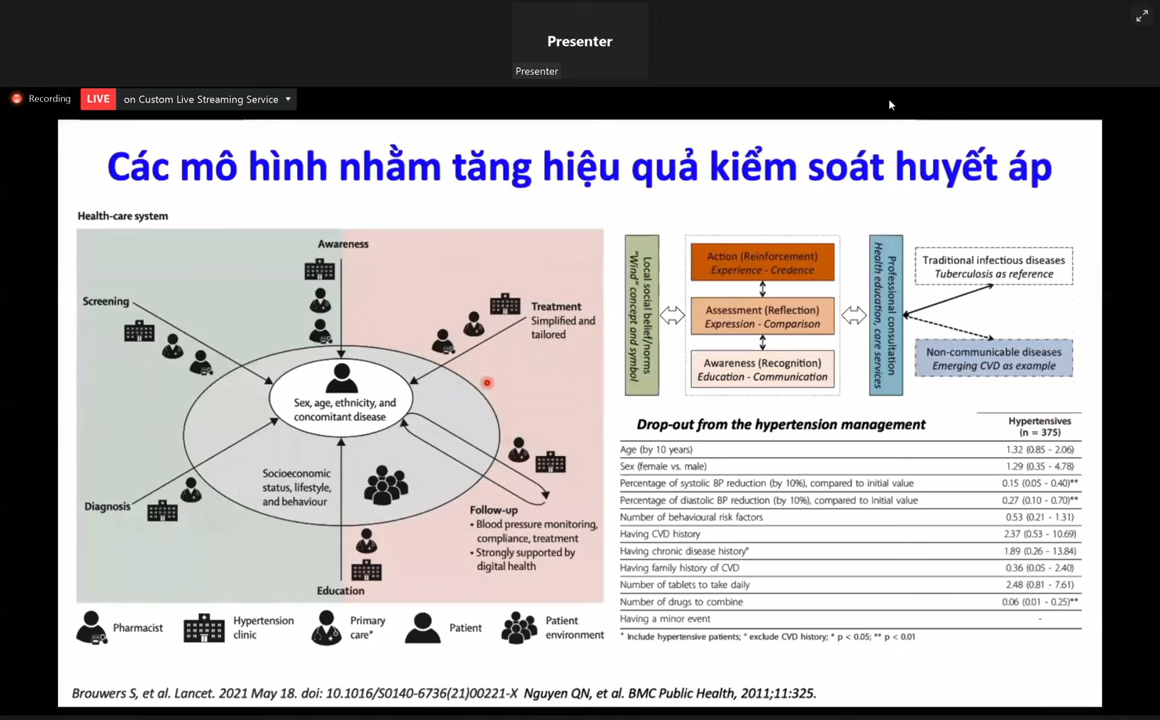 Presenter
Presenter
Recording
LIVE
on Custom Live Streaming Service
Các mô hình nhằm tăng hiệu quả kiểm soát huyết áp
Health-care system
Awareness
Screening
Treatment
Simplified and
tailored
Sex, age, ethnicity, and
concomitant disease
Socioeconomic
status, lifestyle,
and behaviour
Diagnosis
Follow-up
• Blood pressure monitoring,
compliance, treatment
• Strongly supported by
digital health
Education
Pharmacist
Hypertension
clinic
Primary
care*
Patient
Patient
environment
Local social belief/norms
"Wind" concept and symbol
Action (Reinforcement)
Experience - Credence
Assessment (Reflection)
Expression - Comparison
Awareness (Recognition)
Education - Communication
Professional consultation
Health education, care services
Traditional infectious diseases
Tuberculosis as reference
Non-communicable diseases
Emerging CVD as example
Drop-out from the hypertension management
Hypertensives
(n = 375)
Age (by 10 years) 1.32 (0.85 - 2.06)
Sex (female vs. male) 1.29 (0.35 - 4.78)
Percentage of systolic BP reduction (by 10%), compared to initial value 0.15 (0.05 - 0.40)**
Percentage of diastolic BP reduction (by 10%), compared to initial value 0.27 (0.10 - 0.70)**
Number of behavioural risk factors 0.53 (0.21 - 1.31)
Having CVD history 2.37 (0.53 - 10.69)
Having chronic disease history° 1.89 (0.26 - 13.84)
Having family history of CVD 0.36 (0.05 - 2.40)
Number of tablets to take daily 2.48 (0.81 - 7.61)
Number of drugs to combine 0.06 (0.01 - 0.25)**
Having a minor event -
⁺ Include hypertensive patients; ° exclude CVD history; * p < 0.05; ** p < 0.01
Brouwers S, et al. Lancet. 2021 May 18. doi: 10.1016/S0140-6736(21)00221-X Nguyen QN, et al. BMC Public Health, 2011;11:325.